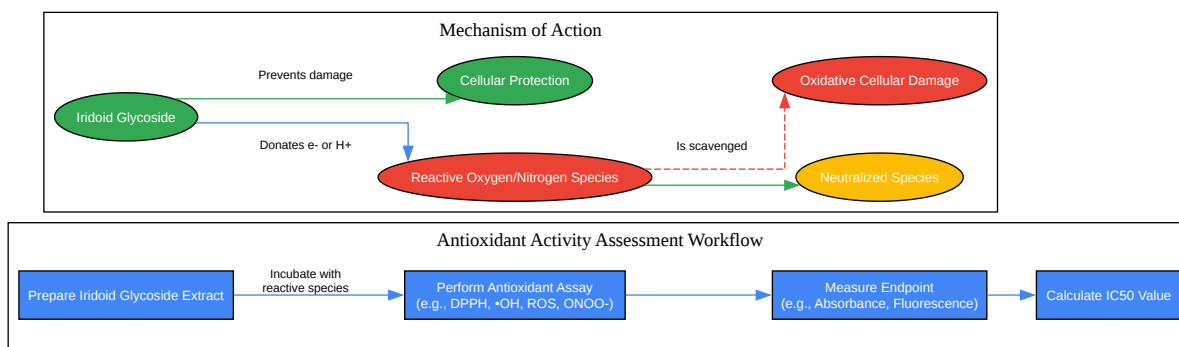 Mechanism of Action
Prevents damage
Cellular Protection
Oxidative Cellular Damage
Iridoid Glycoside
Donates e- or H+
Is scavenged
Reactive Oxygen/Nitrogen Species
Neutralized Species
Antioxidant Activity Assessment Workflow
Prepare Iridoid Glycoside Extract
Incubate with
reactive species
Perform Antioxidant Assay
(e.g., DPPH, •OH, ROS, ONOO-)
Measure Endpoint
(e.g., Absorbance, Fluorescence)
Calculate IC50 Value